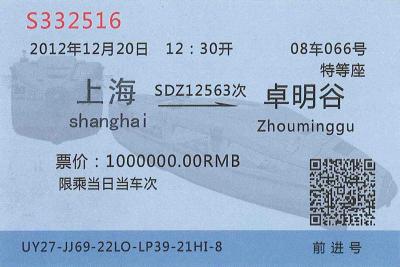 S332516
2012年12月20日 12:30开 08车066号
特等座
上海 SDZ12563次 卓明谷
shanghai Zhouminggu
票价:1000000.00RMB
限乘当日当车次
UY27-JJ69-22LO-LP39-21HI-8 前进号